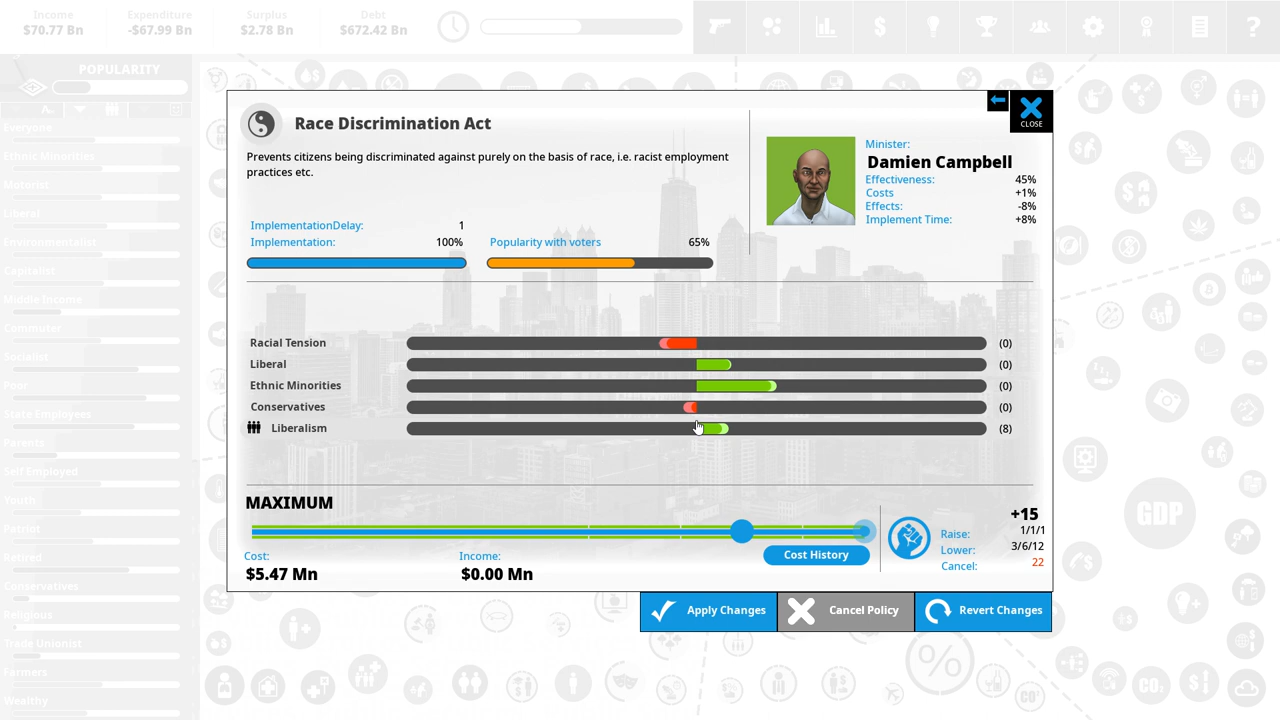 Income
Expenditure
Surplus
Debt
$70.77 Bn
-$67.99 Bn
$2.78 Bn
$672.42 Bn
POPULARITY
Everyone
Ethnic Minorities
Motorist
Liberal
Environmentalist
Capitalist
Middle Income
Commuter
Socialist
Poor
State Employees
Parents
Self Employed
Youth
Patriot
Retired
Conservatives
Religious
Trade Unionist
Farmers
Wealthy
Race Discrimination Act
Prevents citizens being discriminated against purely on the basis of race, i.e. racist employment
practices etc.
ImplementationDelay: 1
Implementation: 100%
Popularity with voters 65%
CLOSE
Minister:
Damien Campbell
Effectiveness: 45%
Costs +1%
Effects: -8%
Implement Time: +8%
Racial Tension (0)
Liberal (0)
Ethnic Minorities (0)
Conservatives (0)
Liberalism (8)
MAXIMUM
Cost:
$5.47 Mn
Income:
$0.00 Mn
Cost History
+15
Raise: 1/1/1
Lower: 3/6/12
Cancel: 22
Apply Changes
Cancel Policy
Revert Changes
GDP
CO₂
CO²